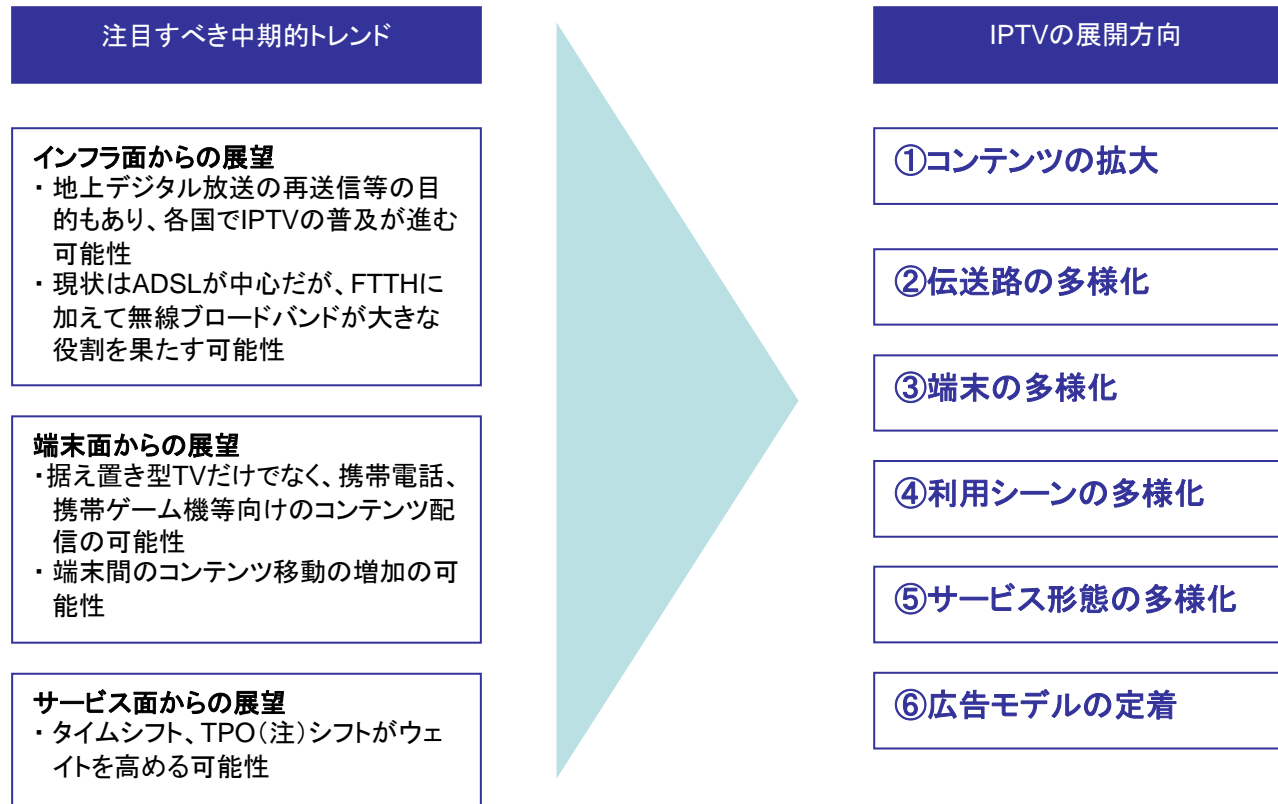 注目すべき中期的トレンド
インフラ面からの展望
・ 地上デジタル放送の再送信等の目
的もあり、各国でIPTVの普及が進む
可能性
・ 現状はADSLが中心だが、FTTHに
加えて無線ブロードバンドが大きな
役割を果たす可能性
端末面からの展望
・据え置き型TVだけでなく、携帯電話、
携帯ゲーム機等向けのコンテンツ配
信の可能性
・ 端末間のコンテンツ移動の増加の可
能性
サービス面からの展望
・ タイムシフト、TPO（注）シフトがウェ
イトを高める可能性
IPTVの展開方向
①コンテンツの拡大
②伝送路の多様化
③端末の多様化
④利用シーンの多様化
⑤サービス形態の多様化
⑥広告モデルの定着